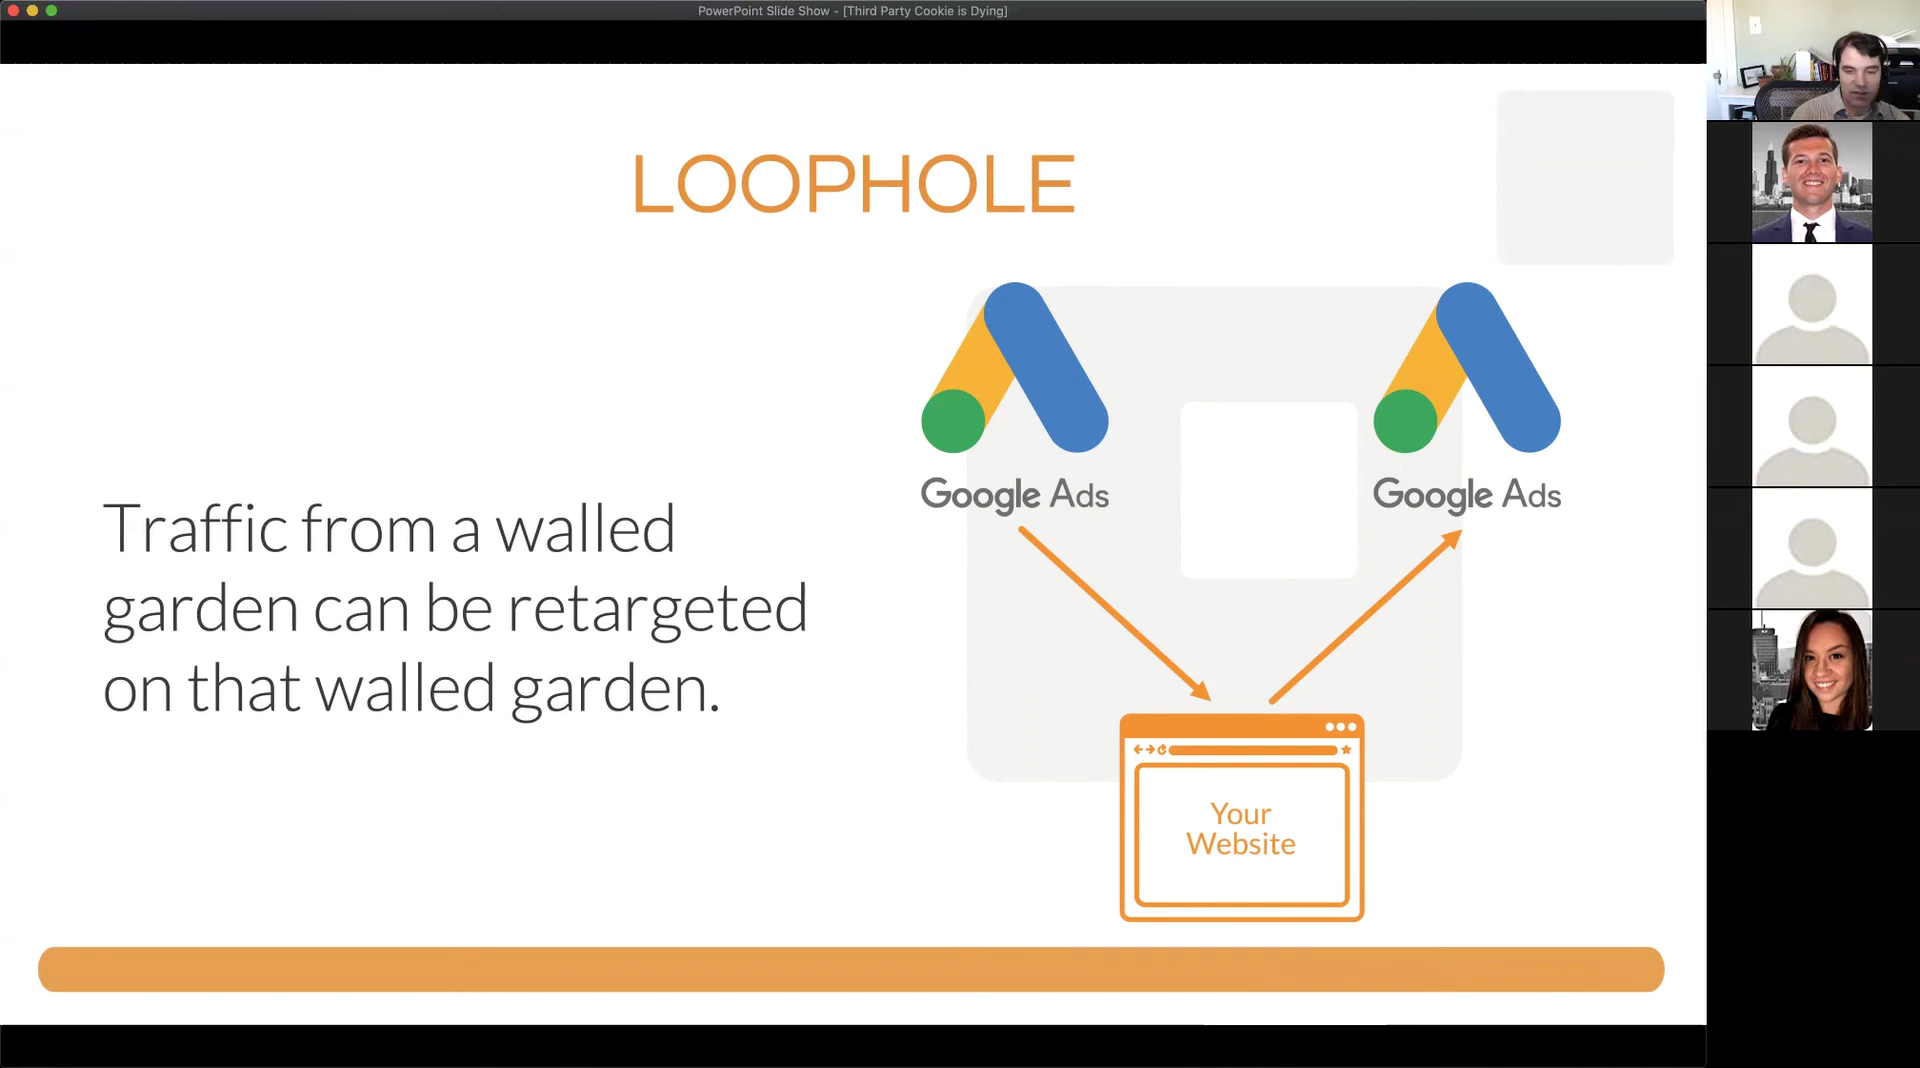 PowerPoint Slide Show - [Third Party Cookie is Dying]
LOOPHOLE
Traffic from a walled
garden can be retargeted
on that walled garden.
Google Ads
Google Ads
Your
Website